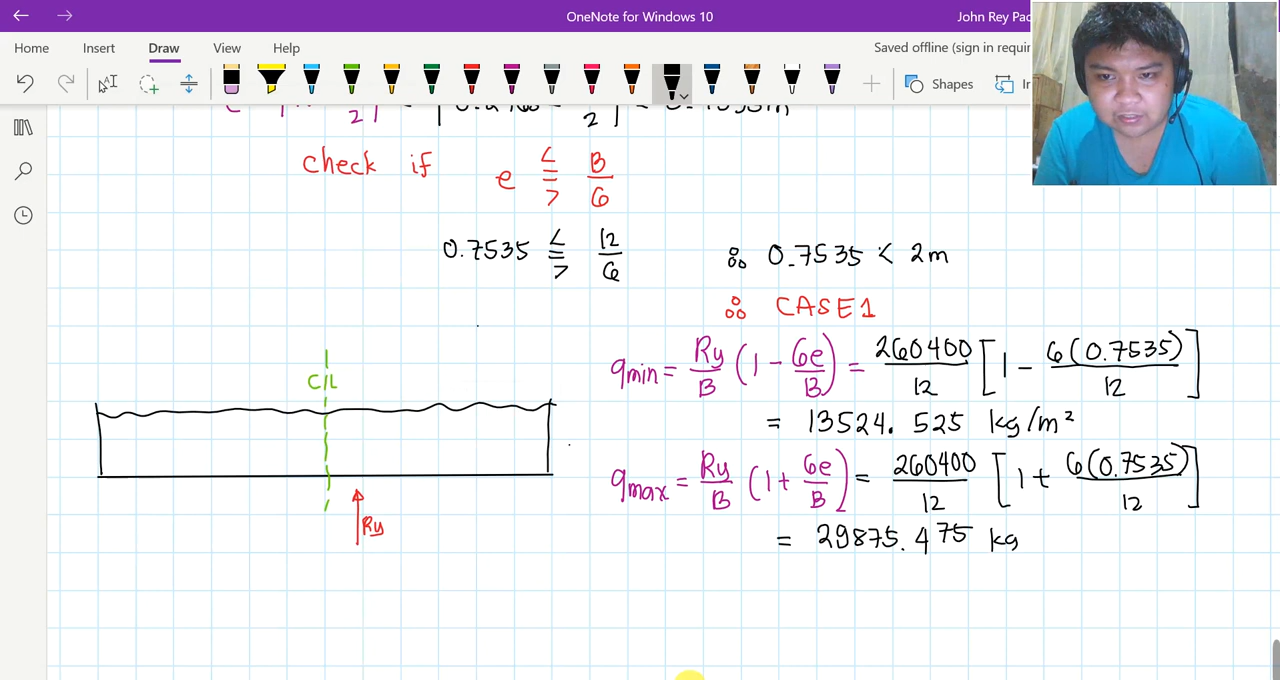 OneNote for Windows 10
John Rey Pac
Home Insert Draw View Help
Saved offline (sign in requir
Shapes
In
check if e < = > B/6
0.7535 < = > 12/6 ∴ 0.7535 < 2m
∴ CASE1
qmin = Ry/B (1 - 6e/B) = 260400/12 [1 - 6(0.7535)/12]
= 13524.525 kg/m²
qmax = Ry/B (1 + 6e/B) = 260400/12 [1 + 6(0.7535)/12]
= 29875.475 kg
C/L
Ry